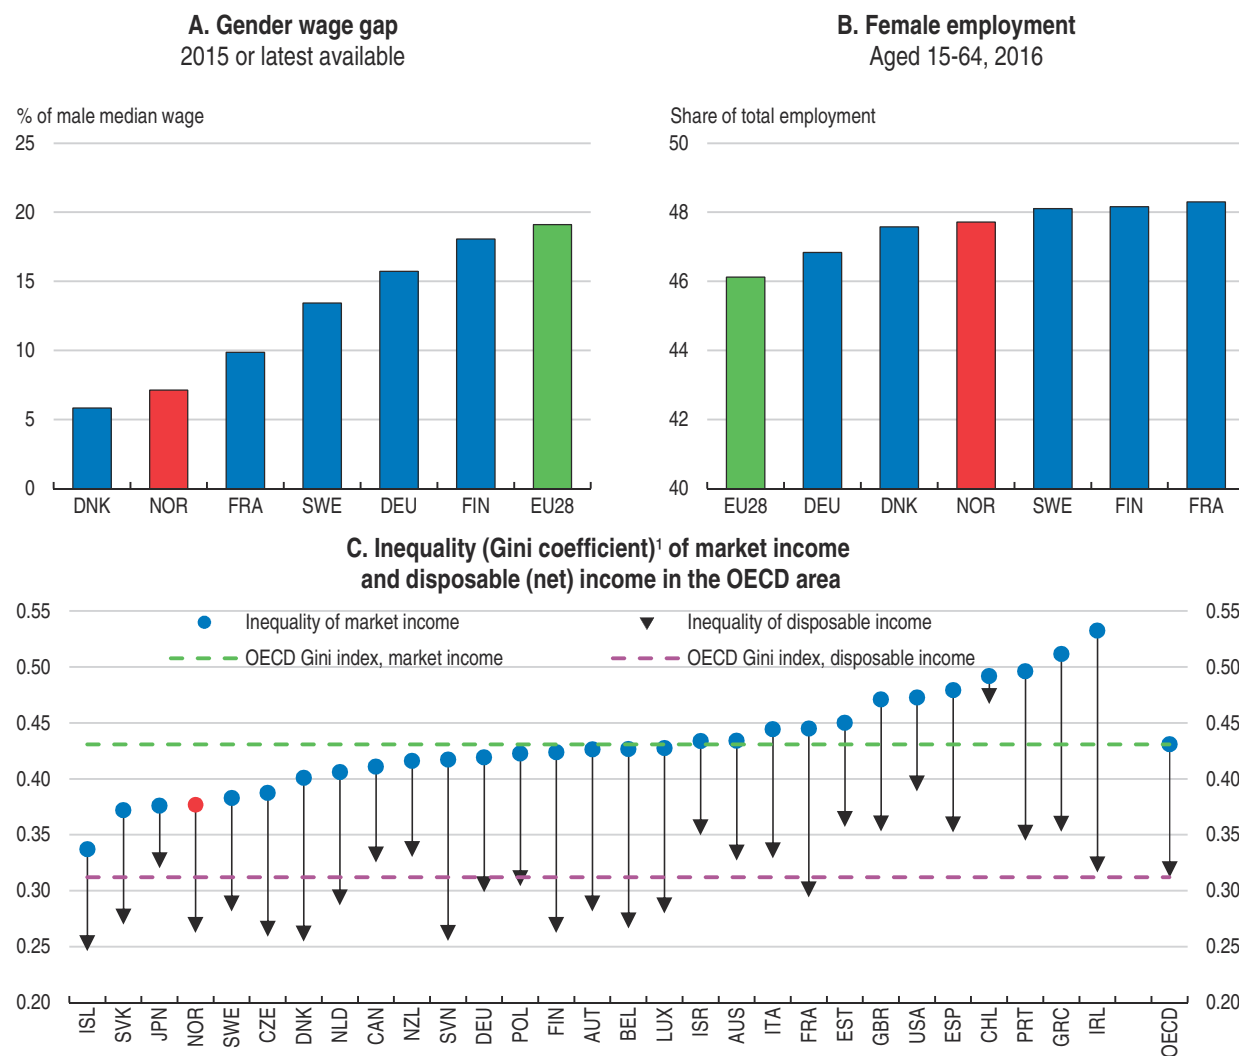 A. Gender wage gap
2015 or latest available
% of male median wage
25
20
15
10
5
0
DNK NOR FRA SWE DEU FIN EU28
B. Female employment
Aged 15-64, 2016
Share of total employment
50
48
46
44
42
40
EU28 DEU DNK NOR SWE FIN FRA
C. Inequality (Gini coefficient)¹ of market income
and disposable (net) income in the OECD area
Inequality of market income Inequality of disposable income
OECD Gini index, market income OECD Gini index, disposable income
0.55 0.55
0.50 0.50
0.45 0.45
0.40 0.40
0.35 0.35
0.30 0.30
0.25 0.25
0.20 0.20
ISL SVK JPN NOR SWE CZE DNK NLD CAN NZL SVN DEU POL FIN AUT BEL LUX ISR AUS ITA FRA EST GBR USA ESP CHL PRT GRC IRL OECD